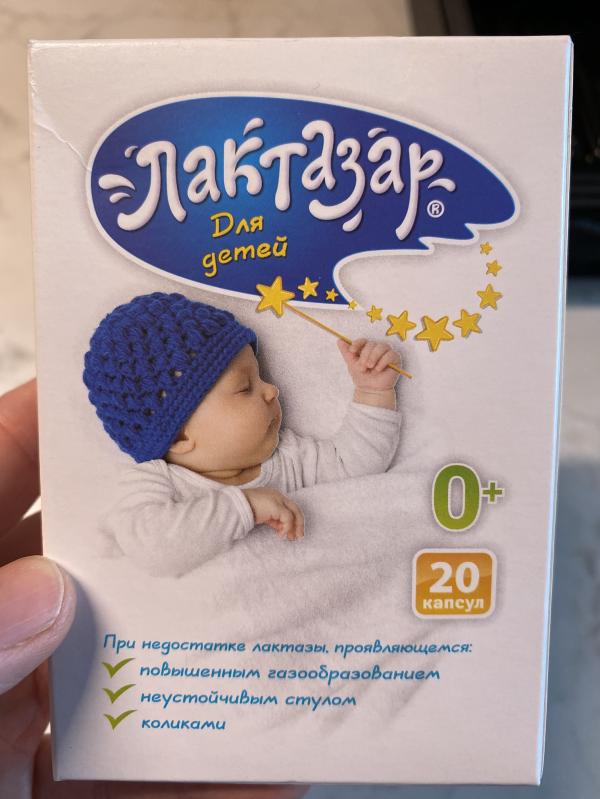 Лактазар®
Для
детей
0+
20
капсул
При недостатке лактазы, проявляющемся:
повышенным газообразованием
неустойчивым стулом
коликами